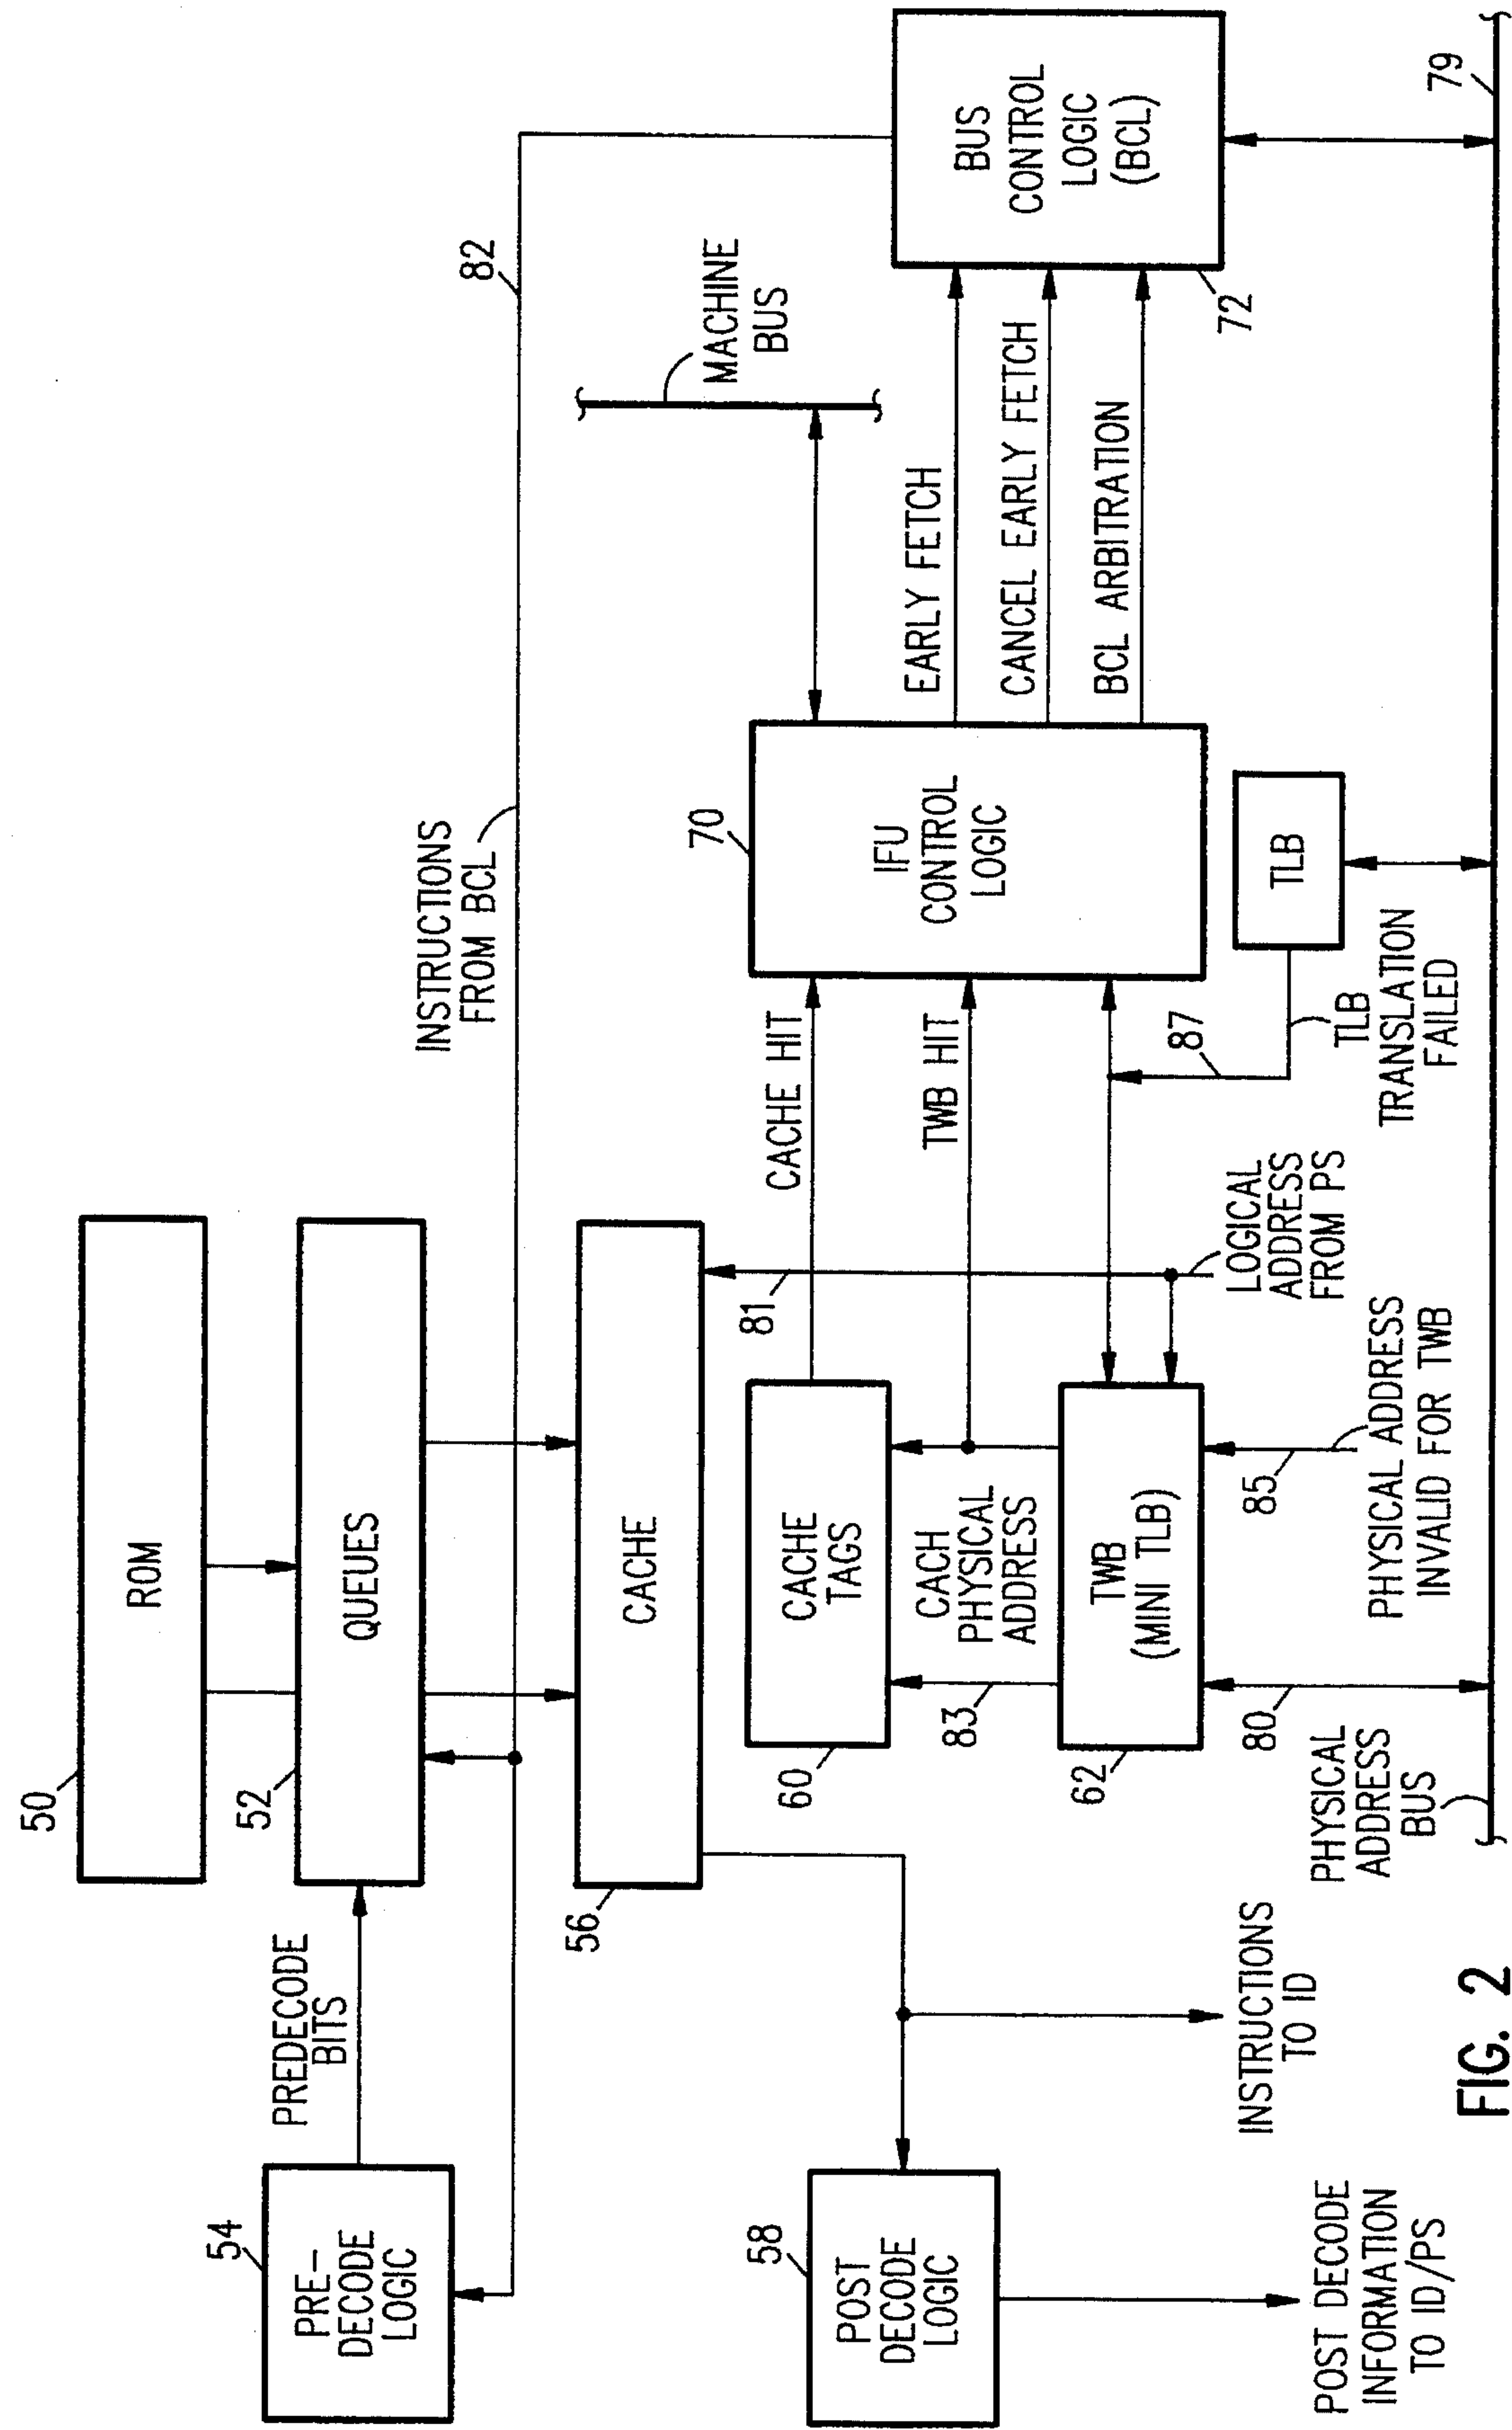 50
ROM
PREDECODE
BITS
52
QUEUES
54
PRE-
DECODE
LOGIC
INSTRUCTIONS
FROM BCL
82
56
CACHE
MACHINE
BUS
58
POST
DECODE
LOGIC
60
CACHE
TAGS
CACHE HIT
81
70
IFU
CONTROL
LOGIC
EARLY FETCH
CANCEL EARLY FETCH
BCL ARBITRATION
BUS
CONTROL
LOGIC
(BCL)
72
CACH
PHYSICAL
ADDRESS
83
TWB HIT
62
TWB
(MINI TLB)
87
TLB
TLB
TRANSLATION
FAILED
LOGICAL
ADDRESS
FROM PS
80
85
PHYSICAL ADDRESS
INVALID FOR TWB
PHYSICAL
ADDRESS
BUS
79
INSTRUCTIONS
TO ID
POST DECODE
INFORMATION
TO ID/PS
FIG. 2